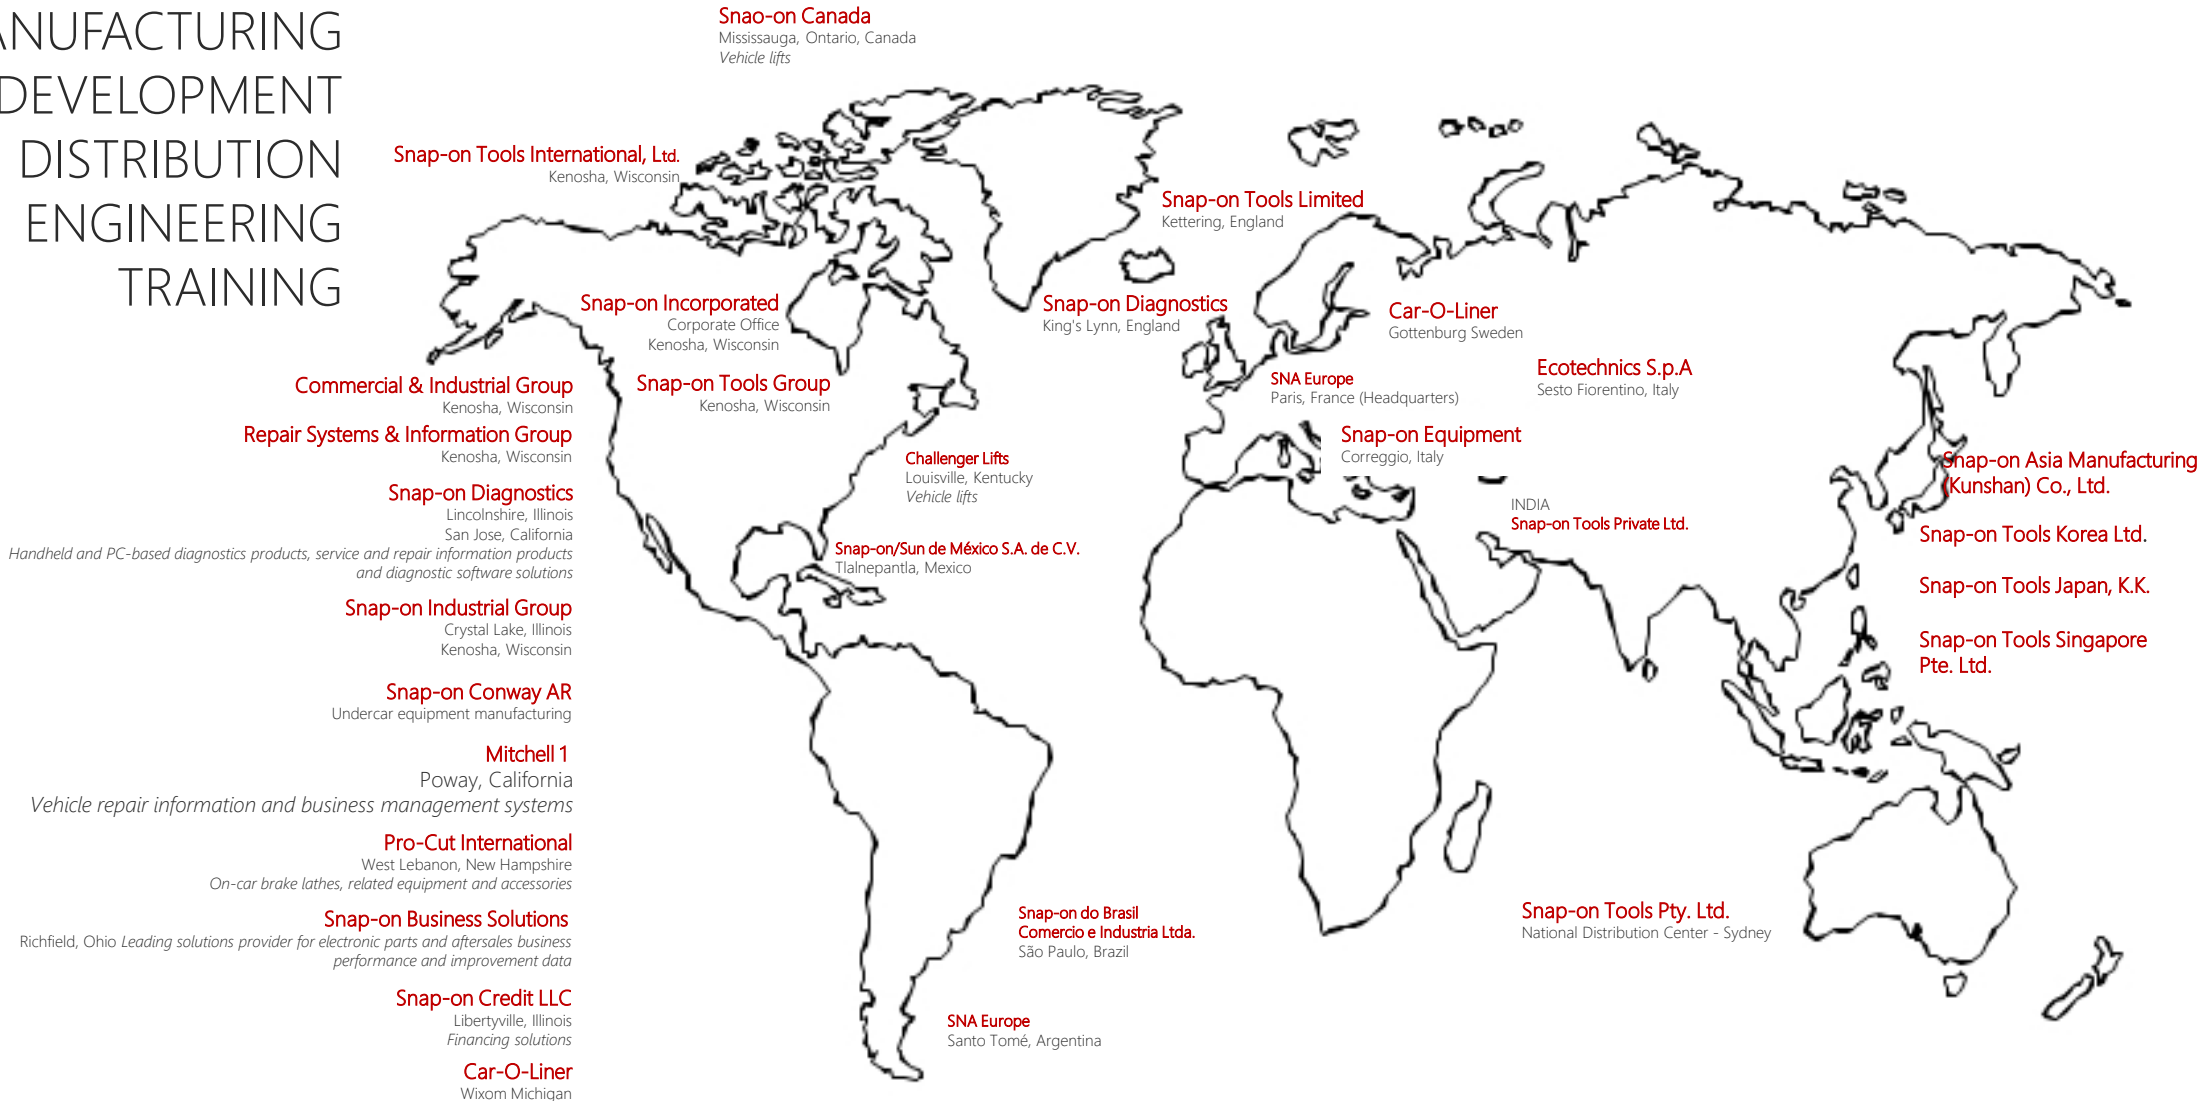 ANUFACTURING
DEVELOPMENT
DISTRIBUTION
ENGINEERING
TRAINING
Snao-on Canada
Mississauga, Ontario, Canada
Vehicle lifts
Snap-on Tools International, Ltd.
Kenosha, Wisconsin
Snap-on Tools Limited
Kettering, England
Snap-on Incorporated
Corporate Office
Kenosha, Wisconsin
Snap-on Diagnostics
King's Lynn, England
Car-O-Liner
Gottenburg Sweden
Ecotechnics S.p.A
Sesto Fiorentino, Italy
Commercial & Industrial Group
Kenosha, Wisconsin
Snap-on Tools Group
Kenosha, Wisconsin
SNA Europe
Paris, France (Headquarters)
Repair Systems & Information Group
Kenosha, Wisconsin
Snap-on Equipment
Correggio, Italy
Challenger Lifts
Louisville, Kentucky
Vehicle lifts
Snap-on Asia Manufacturing
(Kunshan) Co., Ltd.
Snap-on Diagnostics
Lincolnshire, Illinois
San Jose, California
Handheld and PC-based diagnostics products, service and repair information products
and diagnostic software solutions
INDIA
Snap-on Tools Private Ltd.
Snap-on Tools Korea Ltd.
Snap-on/Sun de México S.A. de C.V.
Tlalnepantla, Mexico
Snap-on Tools Japan, K.K.
Snap-on Industrial Group
Crystal Lake, Illinois
Kenosha, Wisconsin
Snap-on Tools Singapore
Pte. Ltd.
Snap-on Conway AR
Undercar equipment manufacturing
Mitchell 1
Poway, California
Vehicle repair information and business management systems
Pro-Cut International
West Lebanon, New Hampshire
On-car brake lathes, related equipment and accessories
Snap-on Business Solutions
Richfield, Ohio Leading solutions provider for electronic parts and aftersales business
performance and improvement data
Snap-on do Brasil
Comercio e Industria Ltda.
São Paulo, Brazil
Snap-on Tools Pty. Ltd.
National Distribution Center - Sydney
Snap-on Credit LLC
Libertyville, Illinois
Financing solutions
SNA Europe
Santo Tomé, Argentina
Car-O-Liner
Wixom Michigan